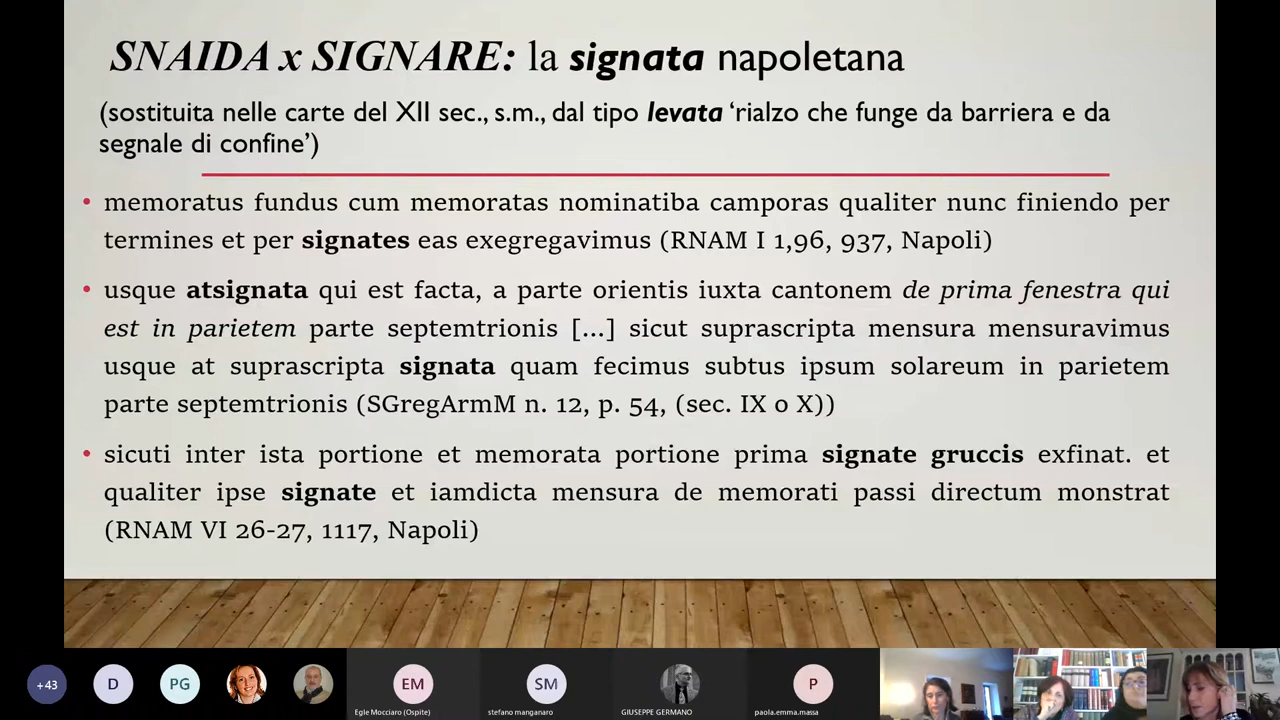 SNAIDA x SIGNARE: la signata napoletana
(sostituita nelle carte del XII sec., s.m., dal tipo levata ‘rialzo che funge da barriera e da
segnale di confine’)
• memoratus fundus cum memoratas nominatiba camporas qualiter nunc finiendo per
termines et per signates eas exegregavimus (RNAM I 1,96, 937, Napoli)
• usque atsignata qui est facta, a parte orientis iuxta cantonem de prima fenestra qui
est in parietem parte septemtrionis [...] sicut suprascripta mensura mensuravimus
usque at suprascripta signata quam fecimus subtus ipsum solareum in parietem
parte septemtrionis (SGregArmM n. 12, p. 54, (sec. IX o X))
• sicuti inter ista portione et memorata portione prima signate gruccis exfinat. et
qualiter ipse signate et iamdicta mensura de memorati passi directum monstrat
(RNAM VI 26-27, 1117, Napoli)
+43 D PG EM SM P
Egle Mocciaro (Ospite) stefano manganaro GIUSEPPE GERMANO paola.emma.massa